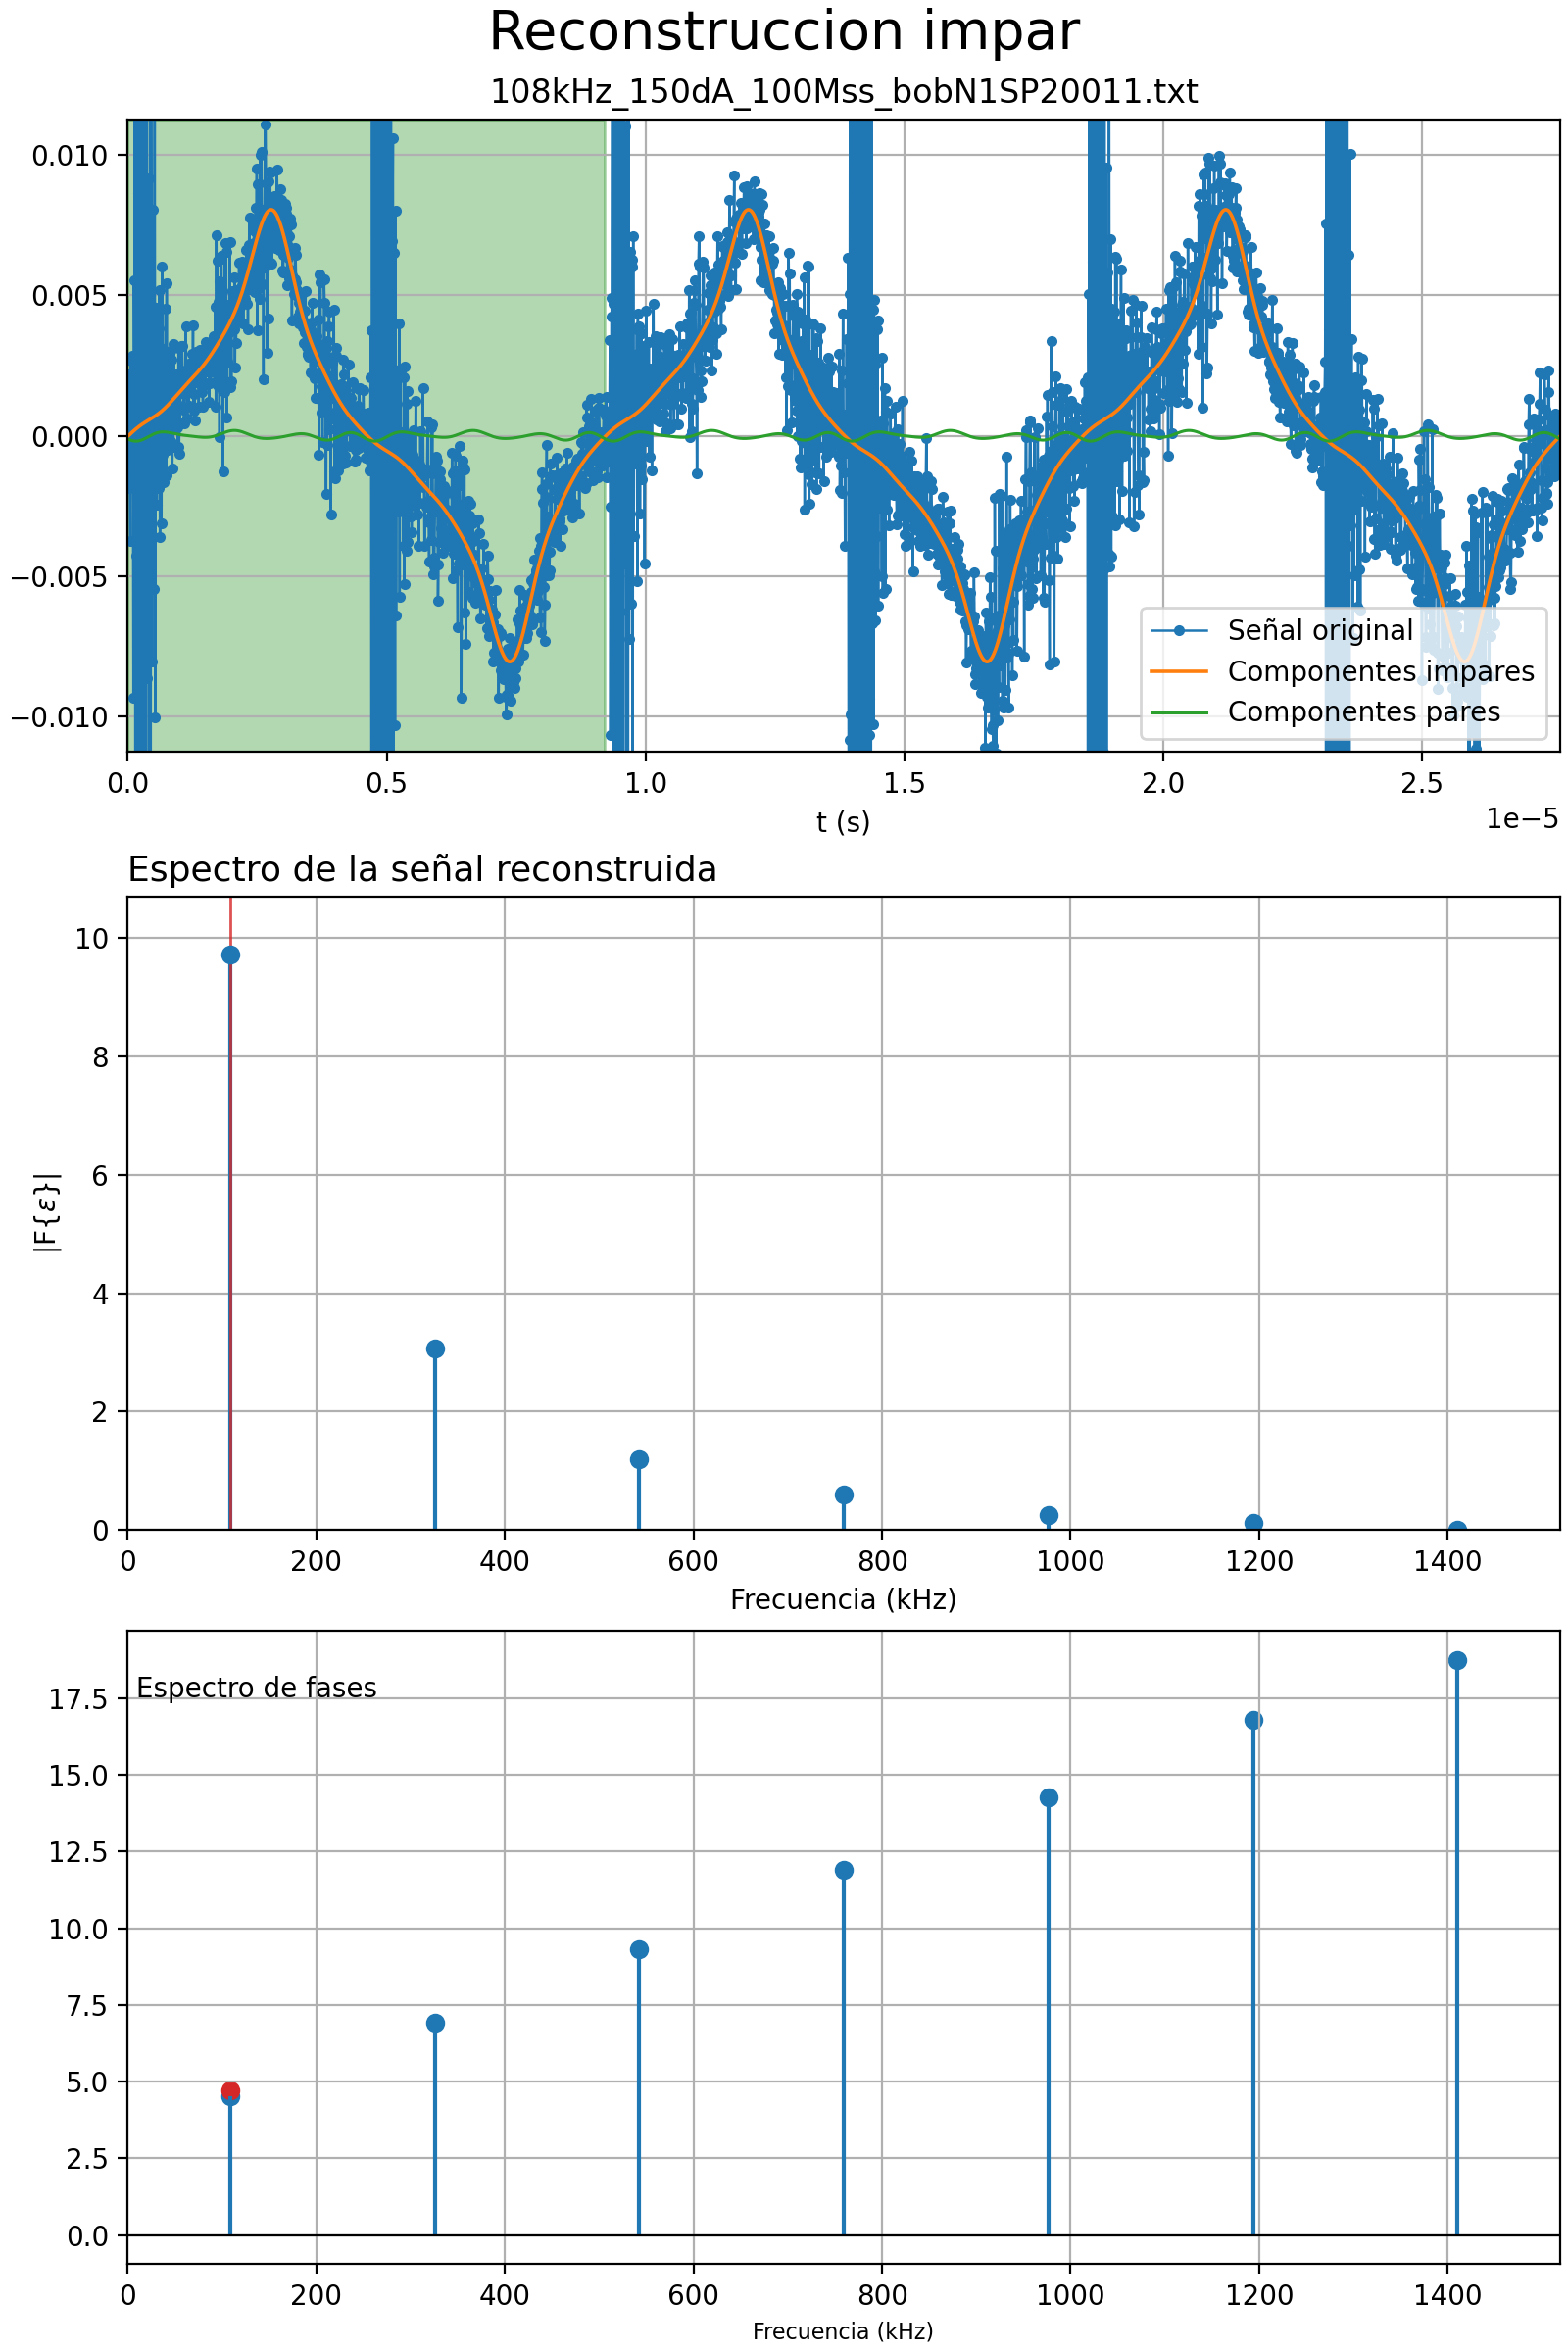 Reconstruccion impar
108kHz_150dA_100Mss_bobN1SP20011.txt
0.010
0.005
0.000
−0.005
−0.010
Señal original
Componentes impares
Componentes pares
0.0 0.5 1.0 1.5 2.0 2.5
1e−5
t (s)
Espectro de la señal reconstruida
10
8
6
4
2
0
|F{ε}|
0 200 400 600 800 1000 1200 1400
Frecuencia (kHz)
Espectro de fases
17.5
15.0
12.5
10.0
7.5
5.0
2.5
0.0
0 200 400 600 800 1000 1200 1400
Frecuencia (kHz)